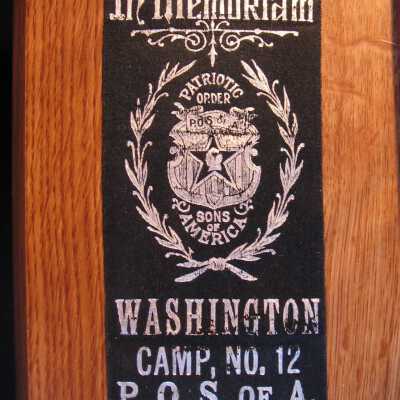 In Memoriam
PATRIOTIC
ORDER
P.O.S. of A.
SONS
OF
AMERICA
WASHINGTON
CAMP, NO. 12
P.O.S. OF A.